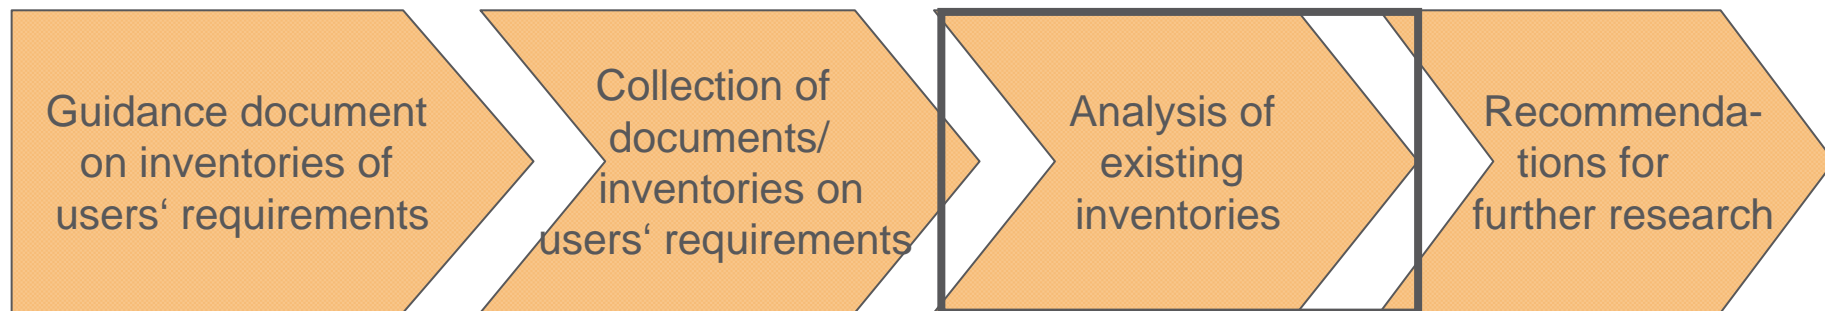 Guidance document
on inventories of
users‘ requirements
Collection of
documents/
inventories on
users‘ requirements
Analysis of
existing
inventories
Recommenda-
tions for
further research